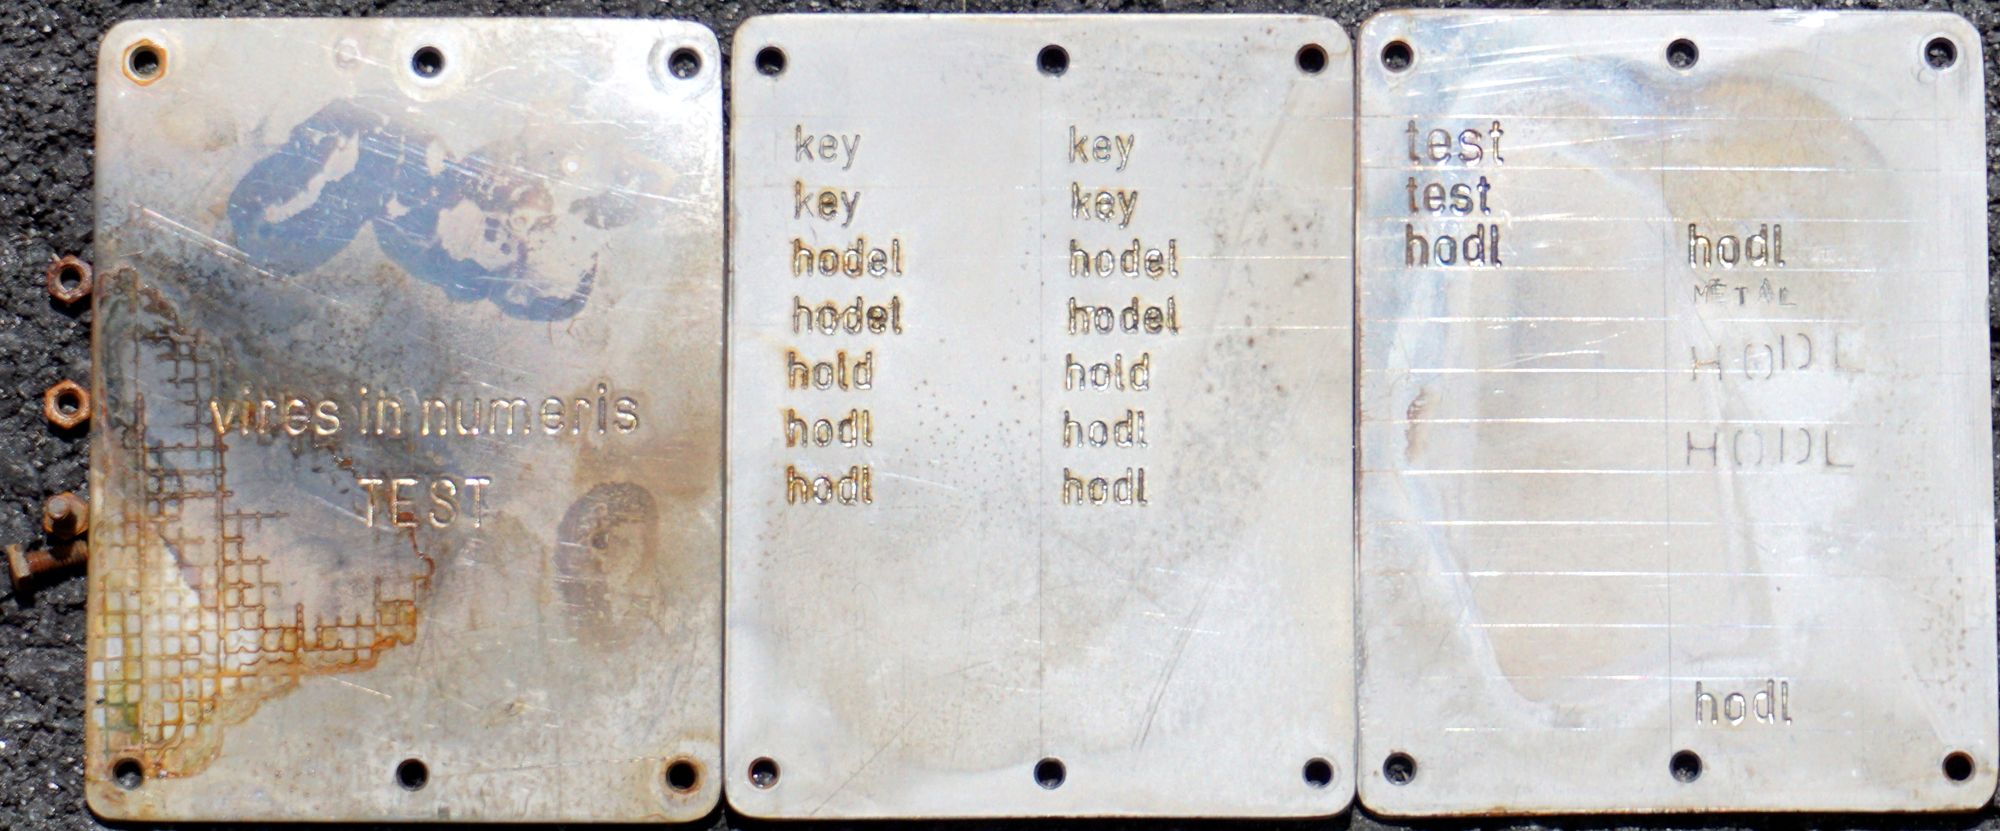 vires in numeris
TEST
key key
key key
hodel hodel
hodel hodel
hold hold
hodl hodl
hodl hodl
test
test
hodl hodl
METAL
HODL
HODL
hodl